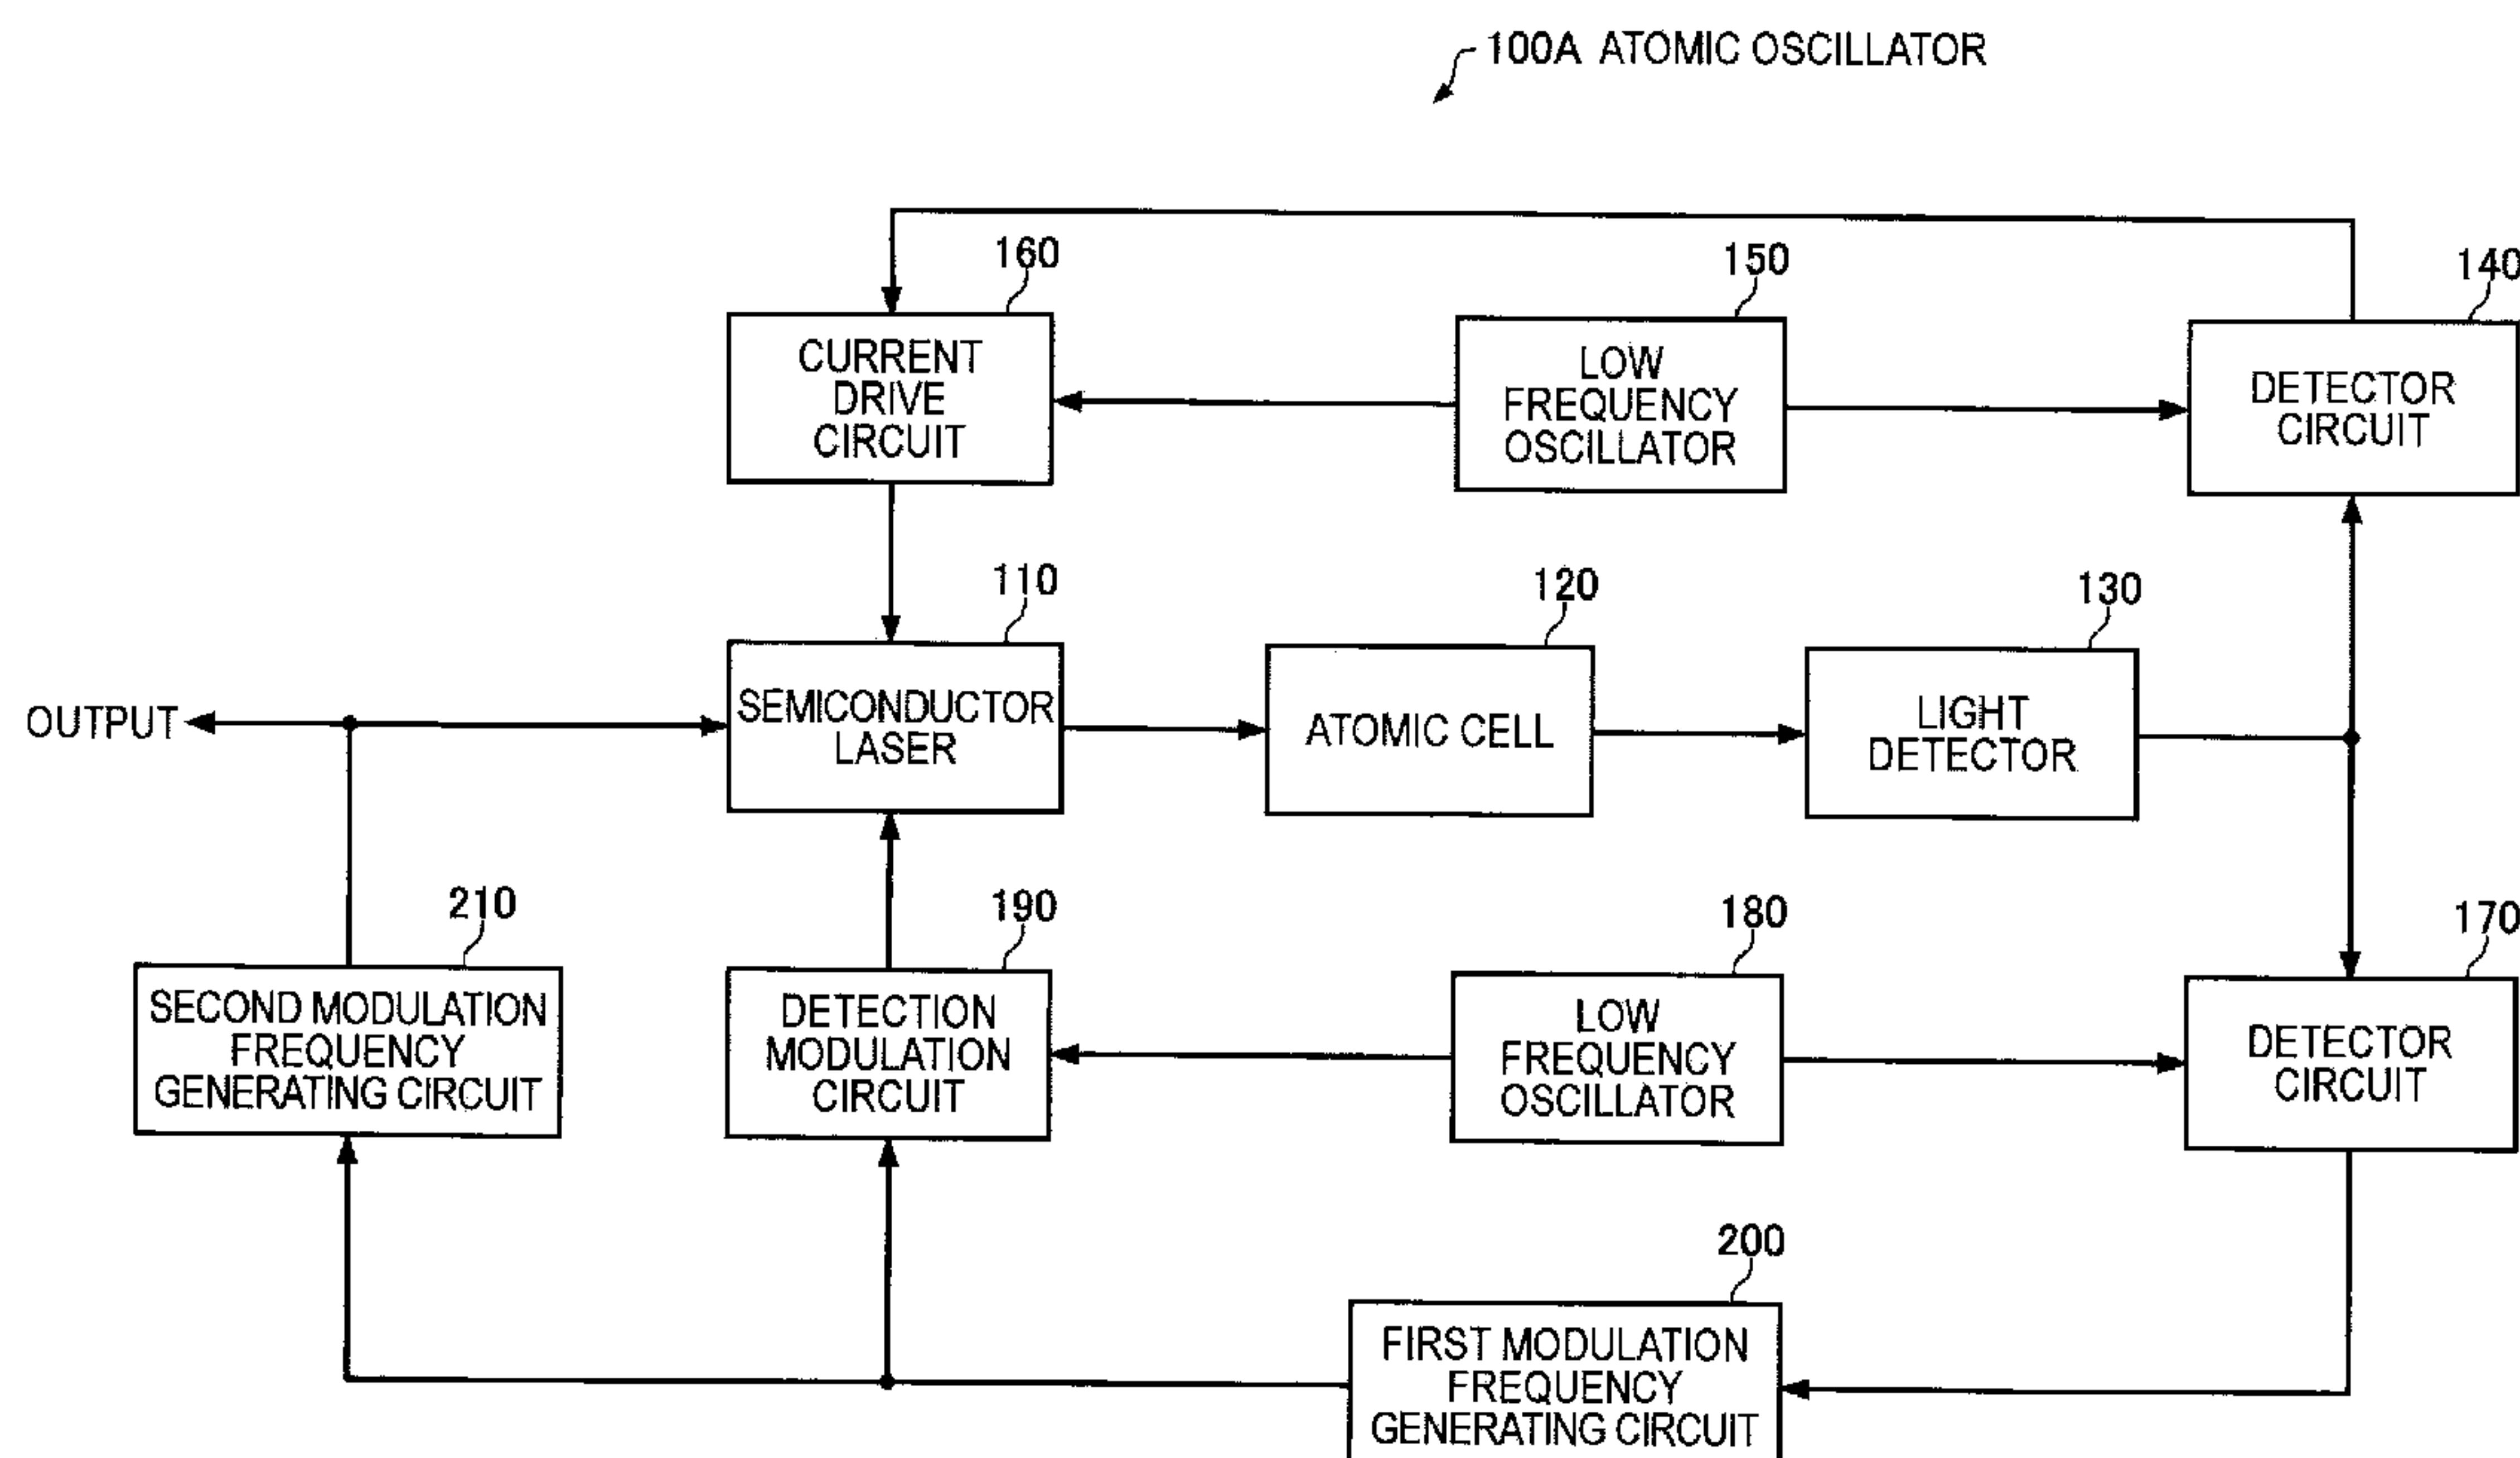 100A ATOMIC OSCILLATOR
160
CURRENT
DRIVE
CIRCUIT
150
LOW
FREQUENCY
OSCILLATOR
140
DETECTOR
CIRCUIT
OUTPUT
110
SEMICONDUCTOR
LASER
120
ATOMIC CELL
130
LIGHT
DETECTOR
210
SECOND MODULATION
FREQUENCY
GENERATING CIRCUIT
190
DETECTION
MODULATION
CIRCUIT
180
LOW
FREQUENCY
OSCILLATOR
170
DETECTOR
CIRCUIT
200
FIRST MODULATION
FREQUENCY
GENERATING CIRCUIT